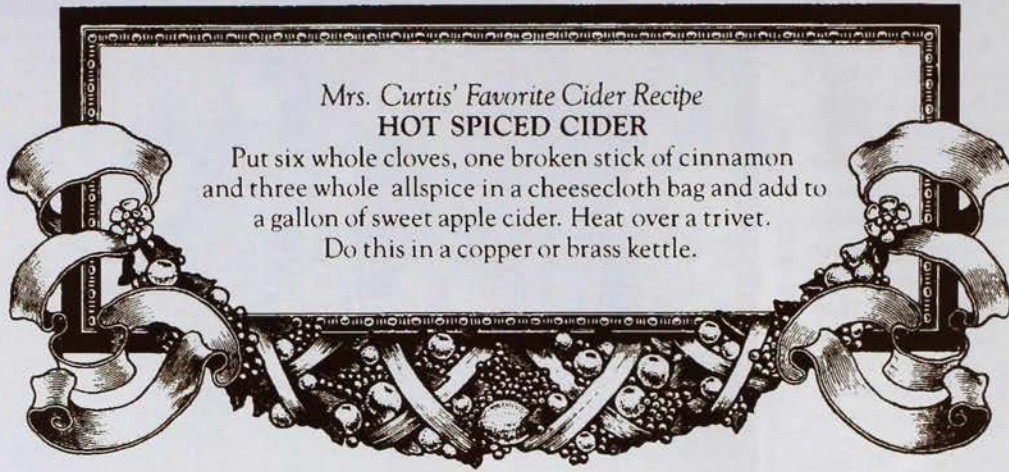 Mrs. Curtis' Favorite Cider Recipe
HOT SPICED CIDER
Put six whole cloves, one broken stick of cinnamon
and three whole allspice in a cheesecloth bag and add to
a gallon of sweet apple cider. Heat over a trivet.
Do this in a copper or brass kettle.